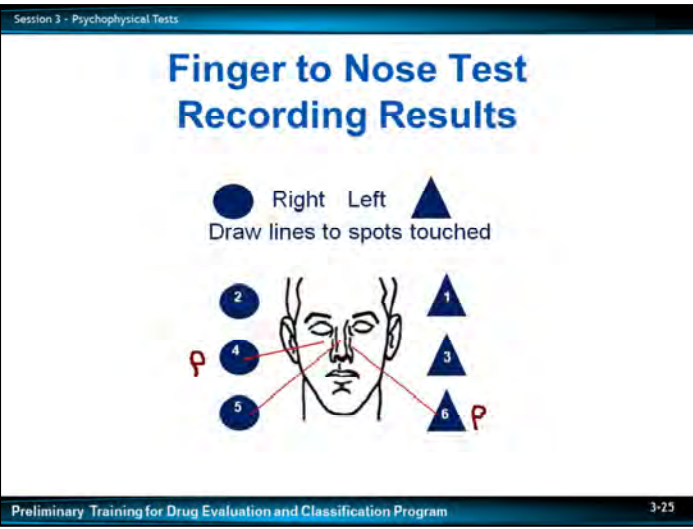 Session 3 - Psychophysical Tests
Finger to Nose Test
Recording Results
Right Left
Draw lines to spots touched
2 1
P 4 3
5 6 P
Preliminary Training for Drug Evaluation and Classification Program 3-25